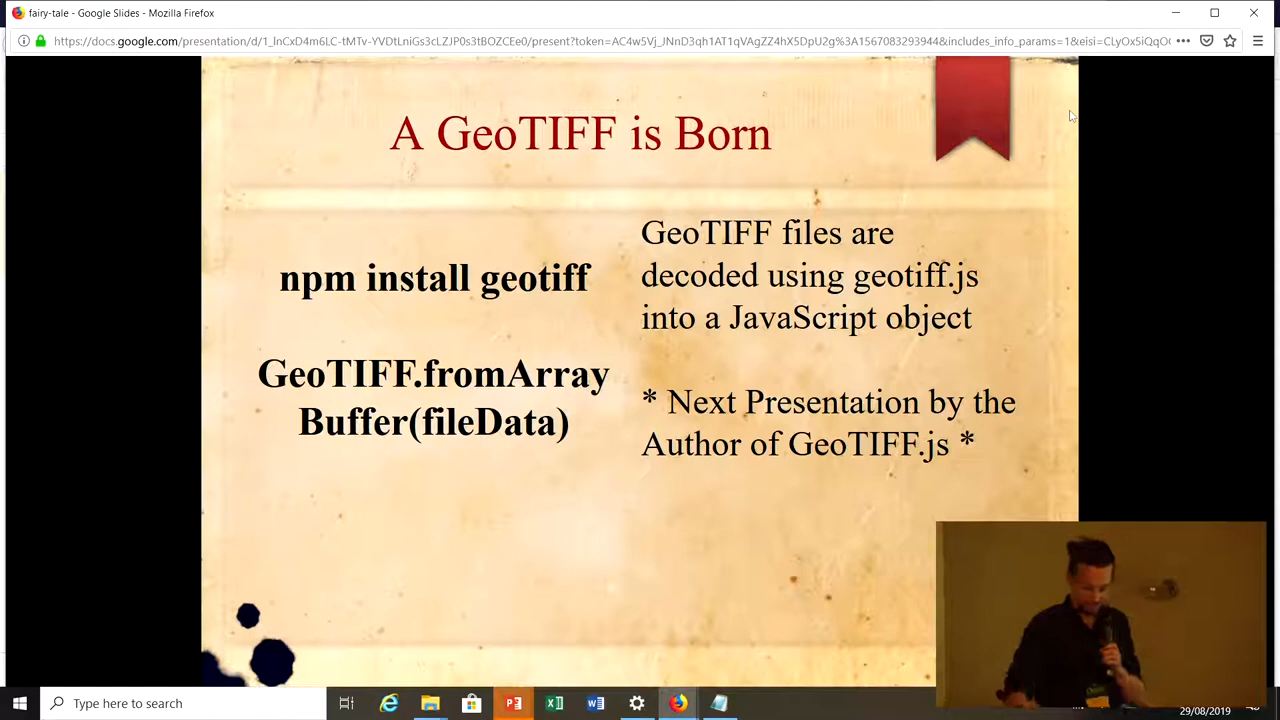 fairy-tale - Google Slides - Mozilla Firefox
https://docs.google.com/presentation/d/1_lnCxD4m6LC-tMTv-YVDtLniGs3cLZJP0s3tBOZCEe0/present?token=AC4w5Vj_JNnD3qh1AT1qVAgZZ4hX5DpU2g%3A1567083293944&includes_info_params=1&eisi=CLyOx5iQqO
A GeoTIFF is Born
npm install geotiff
GeoTIFF.fromArray
Buffer(fileData)
GeoTIFF files are
decoded using geotiff.js
into a JavaScript object
* Next Presentation by the
Author of GeoTIFF.js *
Type here to search
29/08/2019